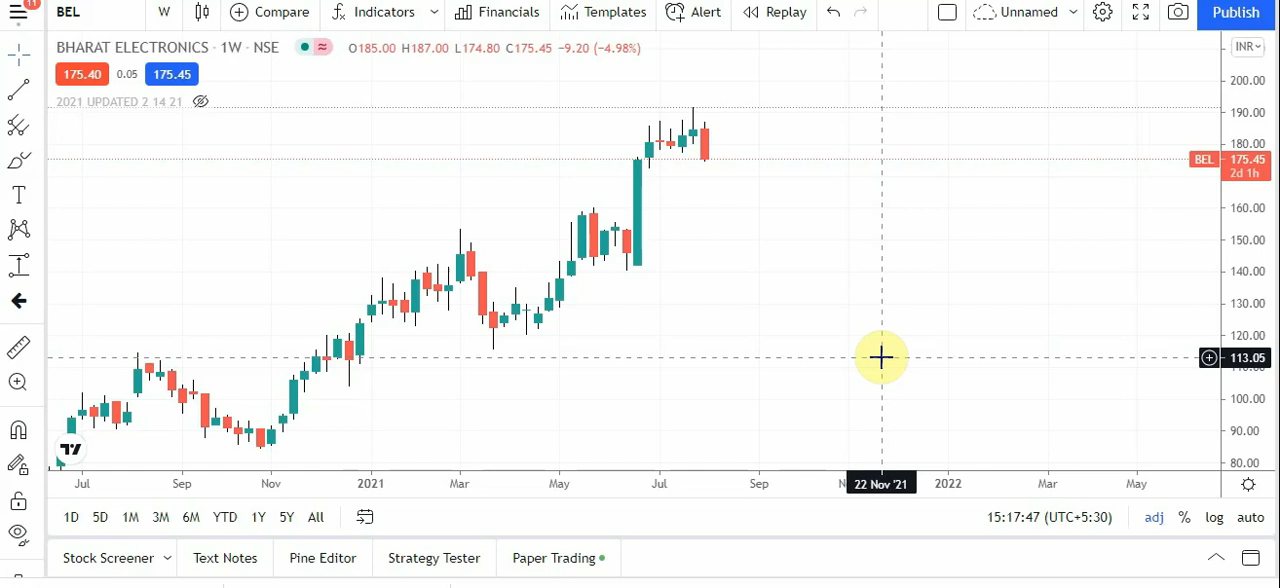 11
BEL W Compare Indicators Financials Templates Alert Replay Unnamed Publish
BHARAT ELECTRONICS · 1W · NSE O185.00 H187.00 L174.80 C175.45 -9.20 (-4.98%) INR
175.40 0.05 175.45
2021 UPDATED 2 14 21
200.00
190.00
180.00
BEL 175.45
2d 1h
160.00
150.00
140.00
130.00
120.00
113.05
110.00
100.00
90.00
80.00
Jul Sep Nov 2021 Mar May Jul Sep N 22 Nov '21 2022 Mar May
1D 5D 1M 3M 6M YTD 1Y 5Y All 15:17:47 (UTC+5:30) adj % log auto
Stock Screener Text Notes Pine Editor Strategy Tester Paper Trading